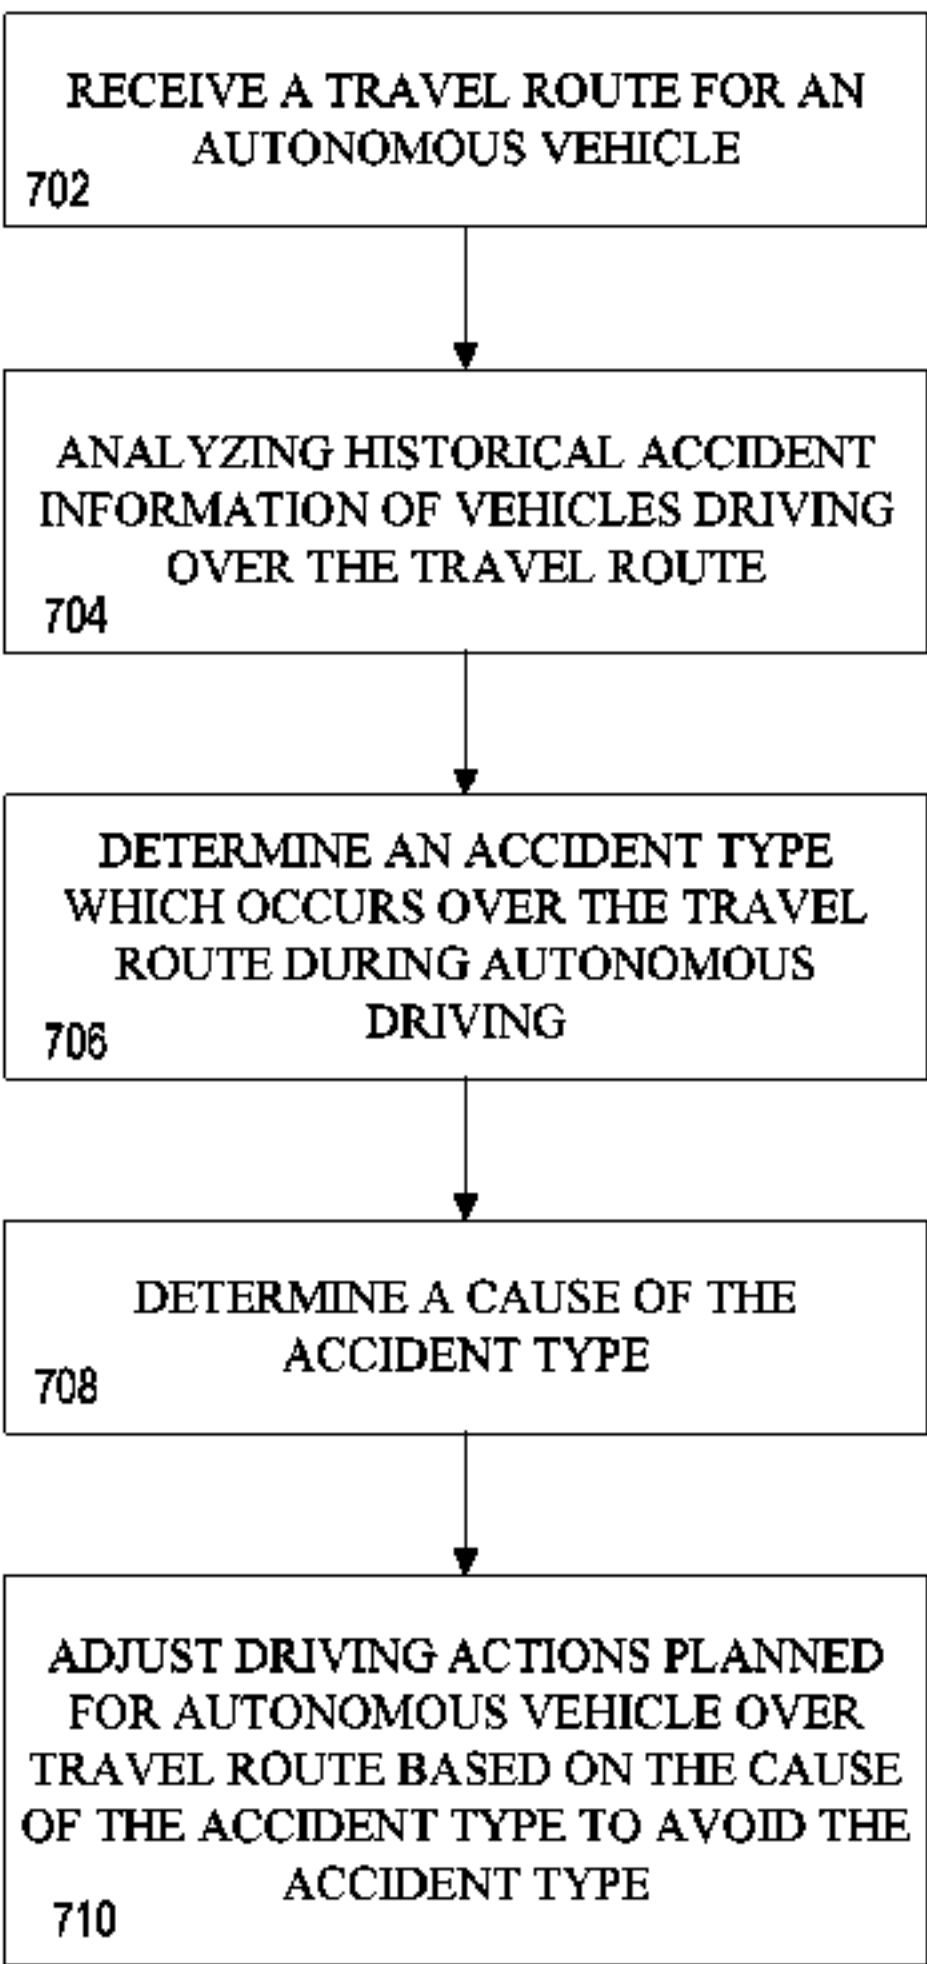 RECEIVE A TRAVEL ROUTE FOR AN
AUTONOMOUS VEHICLE
702
ANALYZING HISTORICAL ACCIDENT
INFORMATION OF VEHICLES DRIVING
OVER THE TRAVEL ROUTE
704
DETERMINE AN ACCIDENT TYPE
WHICH OCCURS OVER THE TRAVEL
ROUTE DURING AUTONOMOUS
DRIVING
706
DETERMINE A CAUSE OF THE
ACCIDENT TYPE
708
ADJUST DRIVING ACTIONS PLANNED
FOR AUTONOMOUS VEHICLE OVER
TRAVEL ROUTE BASED ON THE CAUSE
OF THE ACCIDENT TYPE TO AVOID THE
ACCIDENT TYPE
710